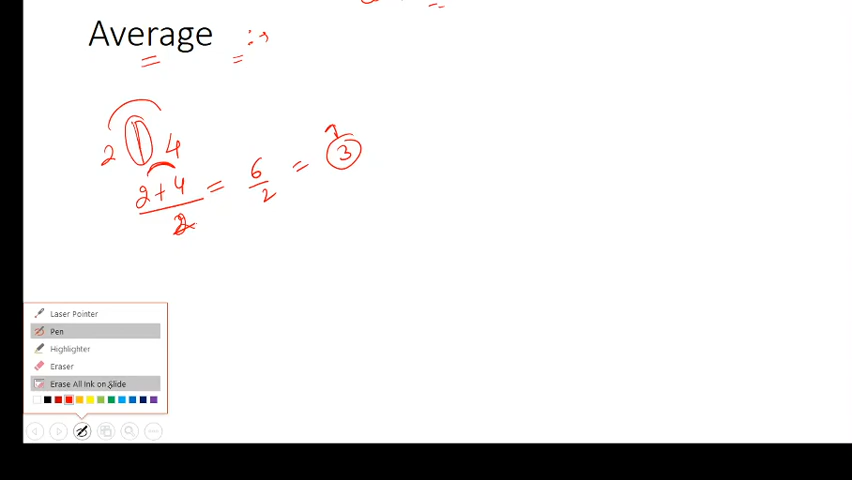 Average :→
2 4
2+4/2 = 6/2 = 3
Laser Pointer
Pen
Highlighter
Eraser
Erase All Ink on Slide